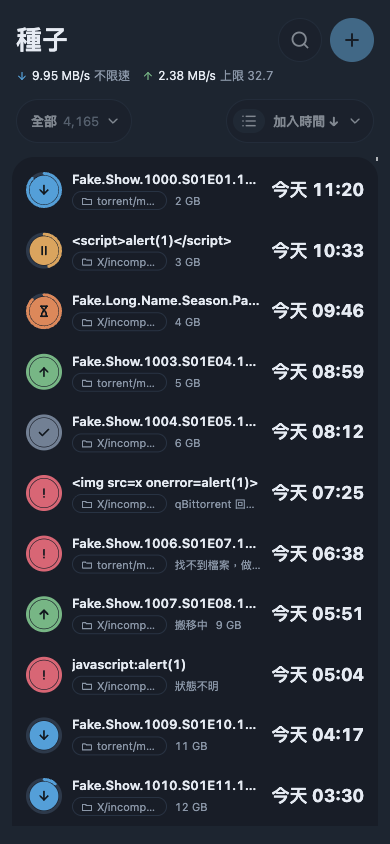 種子
9.95 MB/s 不限速 2.38 MB/s 上限 32.7
全部 4,165 加入時間
Fake.Show.1000.S01E01.1... 今天 11:20
torrent/m... 2 GB
<script>alert(1)</script> 今天 10:33
X/incomp... 3 GB
Fake.Long.Name.Season.Pa... 今天 09:46
X/incomp... 4 GB
Fake.Show.1003.S01E04.1... 今天 08:59
torrent/m... 5 GB
Fake.Show.1004.S01E05.1... 今天 08:12
X/incomp... 6 GB
<img src=x onerror=alert(1)> 今天 07:25
X/incomp... qBittorrent 回...
Fake.Show.1006.S01E07.1... 今天 06:38
torrent/m... 找不到檔案，做...
Fake.Show.1007.S01E08.1... 今天 05:51
X/incomp... 搬移中 9 GB
javascript:alert(1) 今天 05:04
X/incomp... 狀態不明
Fake.Show.1009.S01E10.1... 今天 04:17
torrent/m... 11 GB
Fake.Show.1010.S01E11.1... 今天 03:30
X/incomp... 12 GB